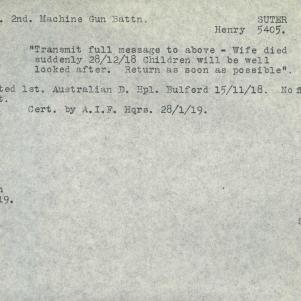 . 2nd. Machine Gun Battn. SUTER
Henry 5405.
"Transmit full message to above - Wife died
suddenly 28/12/18 Children will be well
looked after. Return as soon as possible".
ted 1st. Australian D. Hpl. Bulford 15/11/18. No
t.
Cert. by A.I.F. Hqrs. 28/1/19.
19.